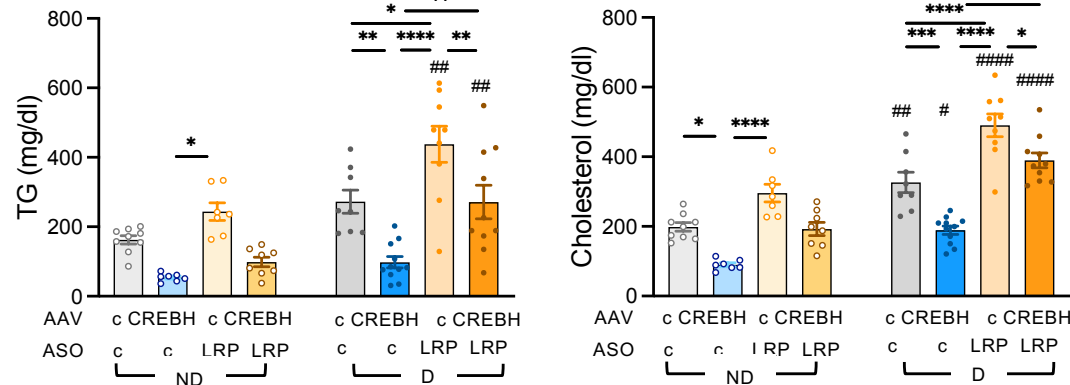 TG (mg/dl)
800
600
400
200
0
*
*
** **** **
##
##
AAV c CREBH c CREBH c CREBH c CREBH
ASO c c LRP LRP c c LRP LRP
ND D
Cholesterol (mg/dl)
800
600
400
200
0
* ****
****
*** **** *
##
#
####
####
AAV c CREBH c CREBH c CREBH c CREBH
ASO c c LRP LRP c c LRP LRP
ND D